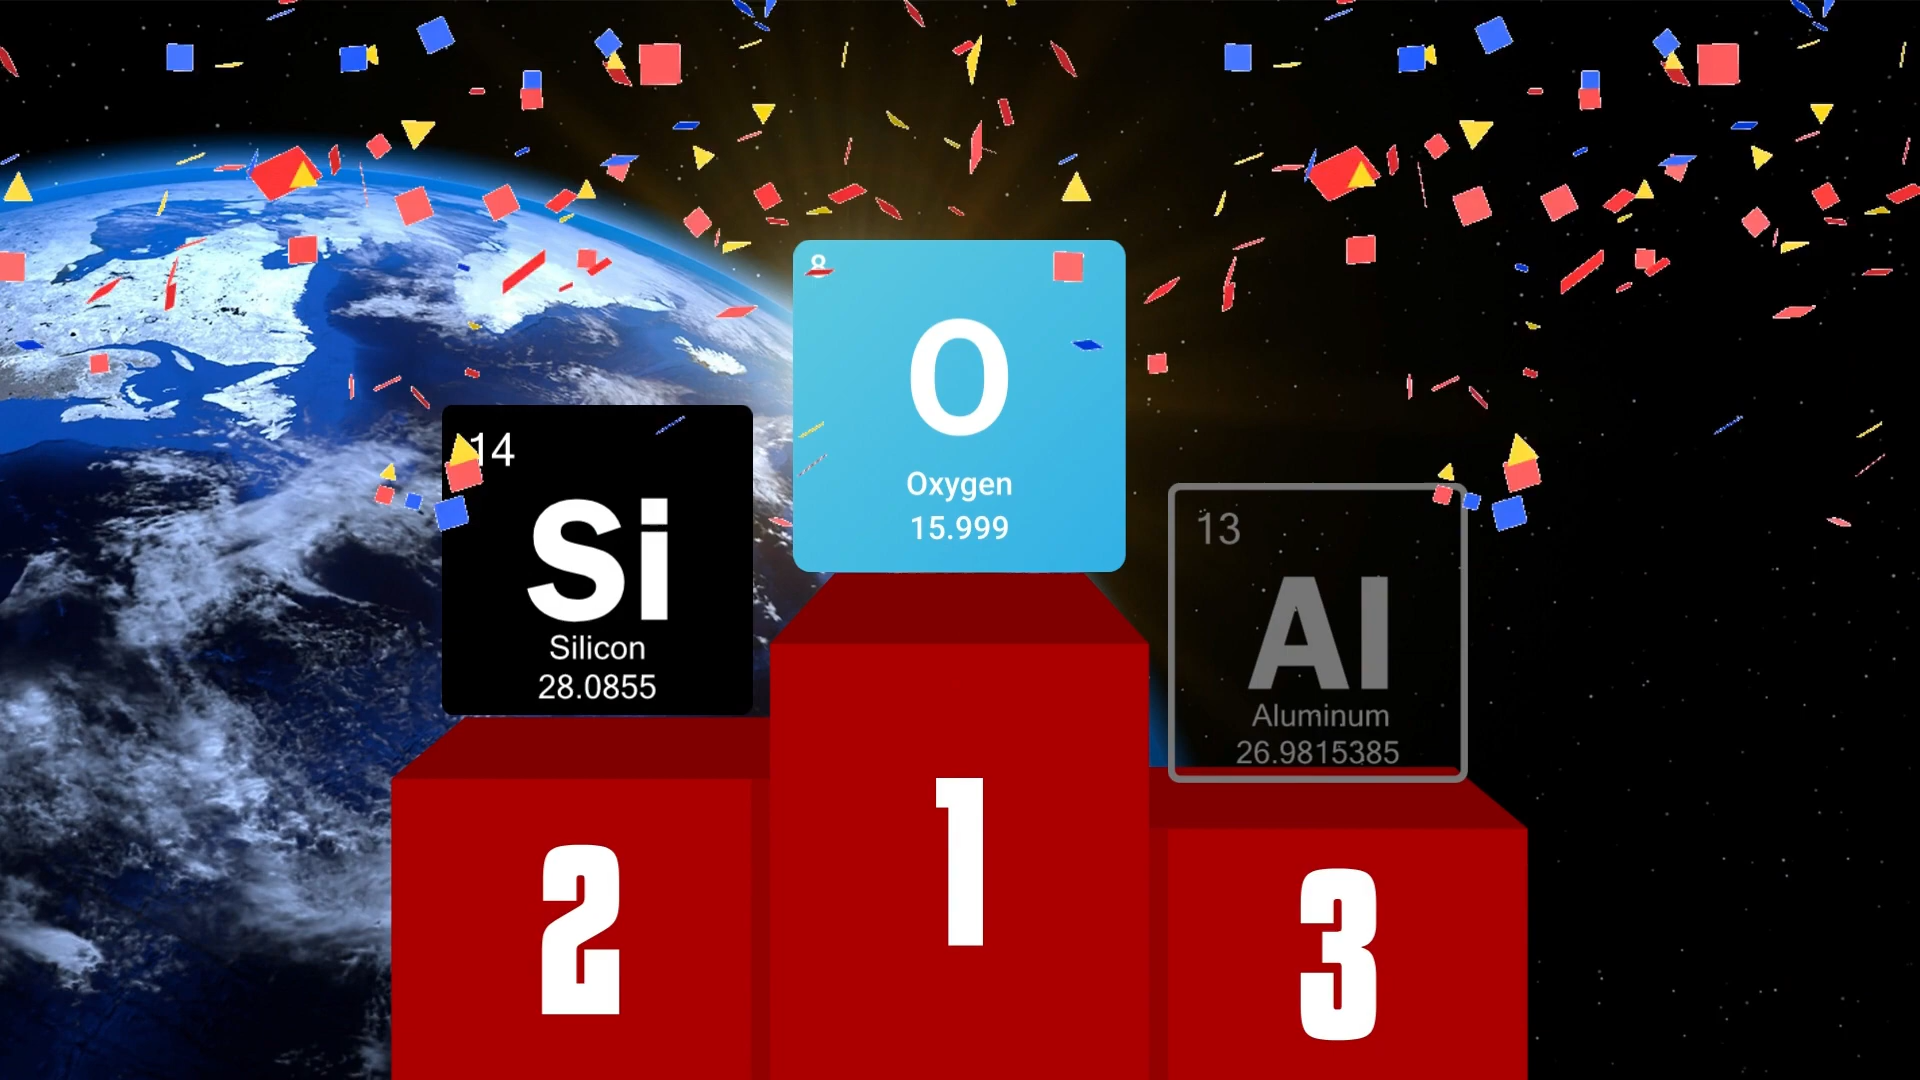 8
O
Oxygen
15.999
14
Si
Silicon
28.0855
13
Al
Aluminum
26.9815385
1
2
3